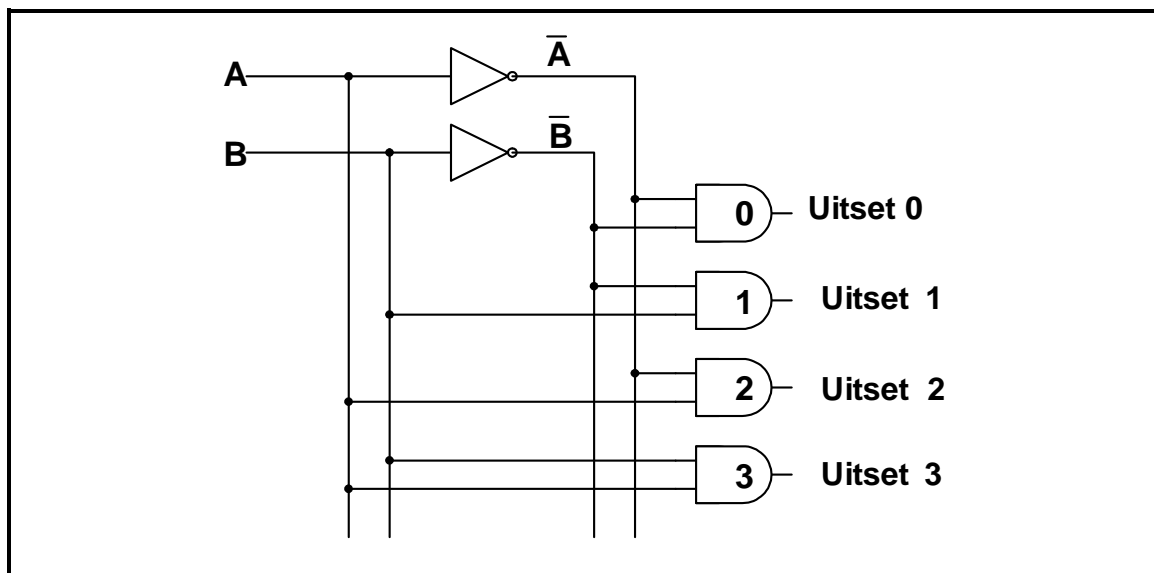 A
A̅
B
B̅
0 Uitset 0
1 Uitset 1
2 Uitset 2
3 Uitset 3